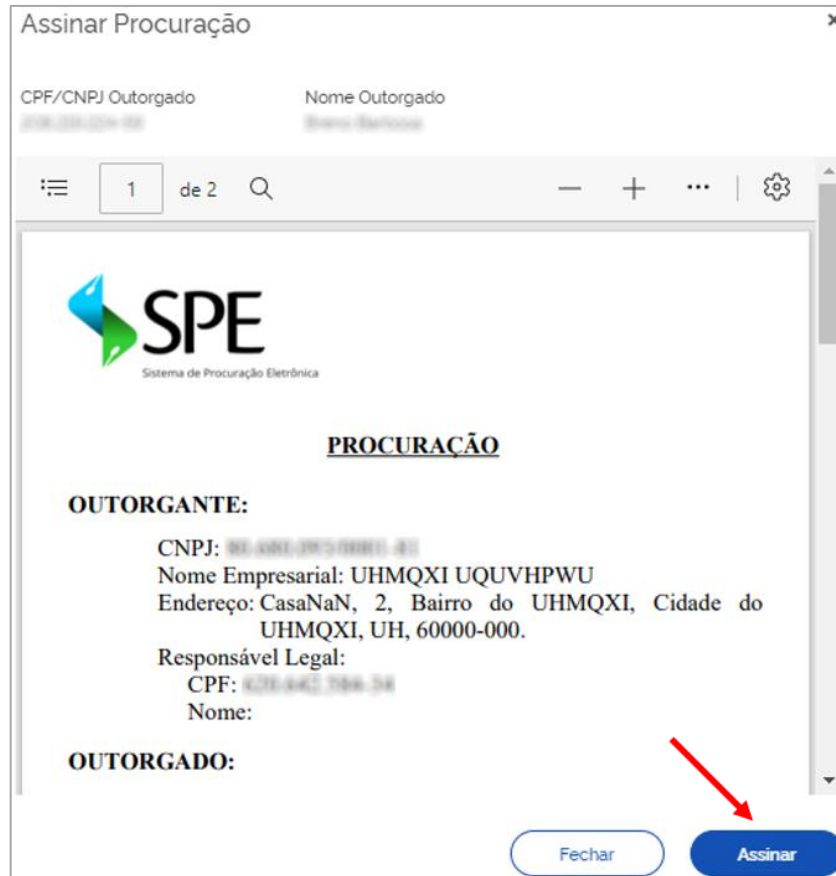 Assinar Procuração
CPF/CNPJ Outorgado Nome Outorgado
1 de 2
SPE
Sistema de Procuração Eletrônica
PROCURAÇÃO
OUTORGANTE:
CNPJ:
Nome Empresarial: UHMQXI UQUVHPWU
Endereço: CasaNaN, 2, Bairro do UHMQXI, Cidade do
UHMQXI, UH, 60000-000.
Responsável Legal:
CPF:
Nome:
OUTORGADO:
Fechar Assinar